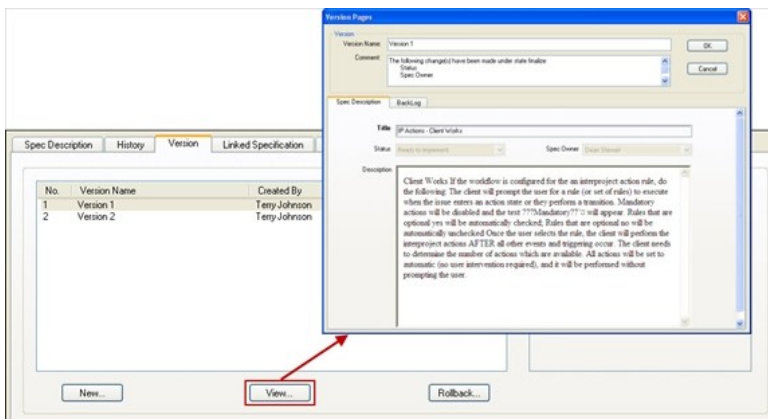 Version Pages
Version
Version Name: Version 1
OK
Comment: The following change(s) have been made under state finalize
Status
Spec Owner
Cancel
Spec Description BackLog
Title IP Actions - Client Works
Status Ready to implement Spec Owner Dean Stewart
Description
Client Works If the workflow is configured for the an interproject action rule, do
the following: The client will prompt the user for a rule (or set of rules) to execute
when the issue enters an action state or they perform a transition. Mandatory
actions will be disabled and the text ???Mandatory?? will appear. Rules that are
optional yes will be automatically checked; Rules that are optional no will be
automatically unchecked Once the user selects the rule, the client will perform the
interproject actions AFTER all other events and triggering occur. The client needs
to determine the number of actions which are available. All actions will be set to
automatic (no user intervention required), and it will be performed without
prompting the user.
Spec Description History Version Linked Specification
No. Version Name Created By
1 Version 1 Terry Johnson
2 Version 2 Terry Johnson
New... View... Rollback...